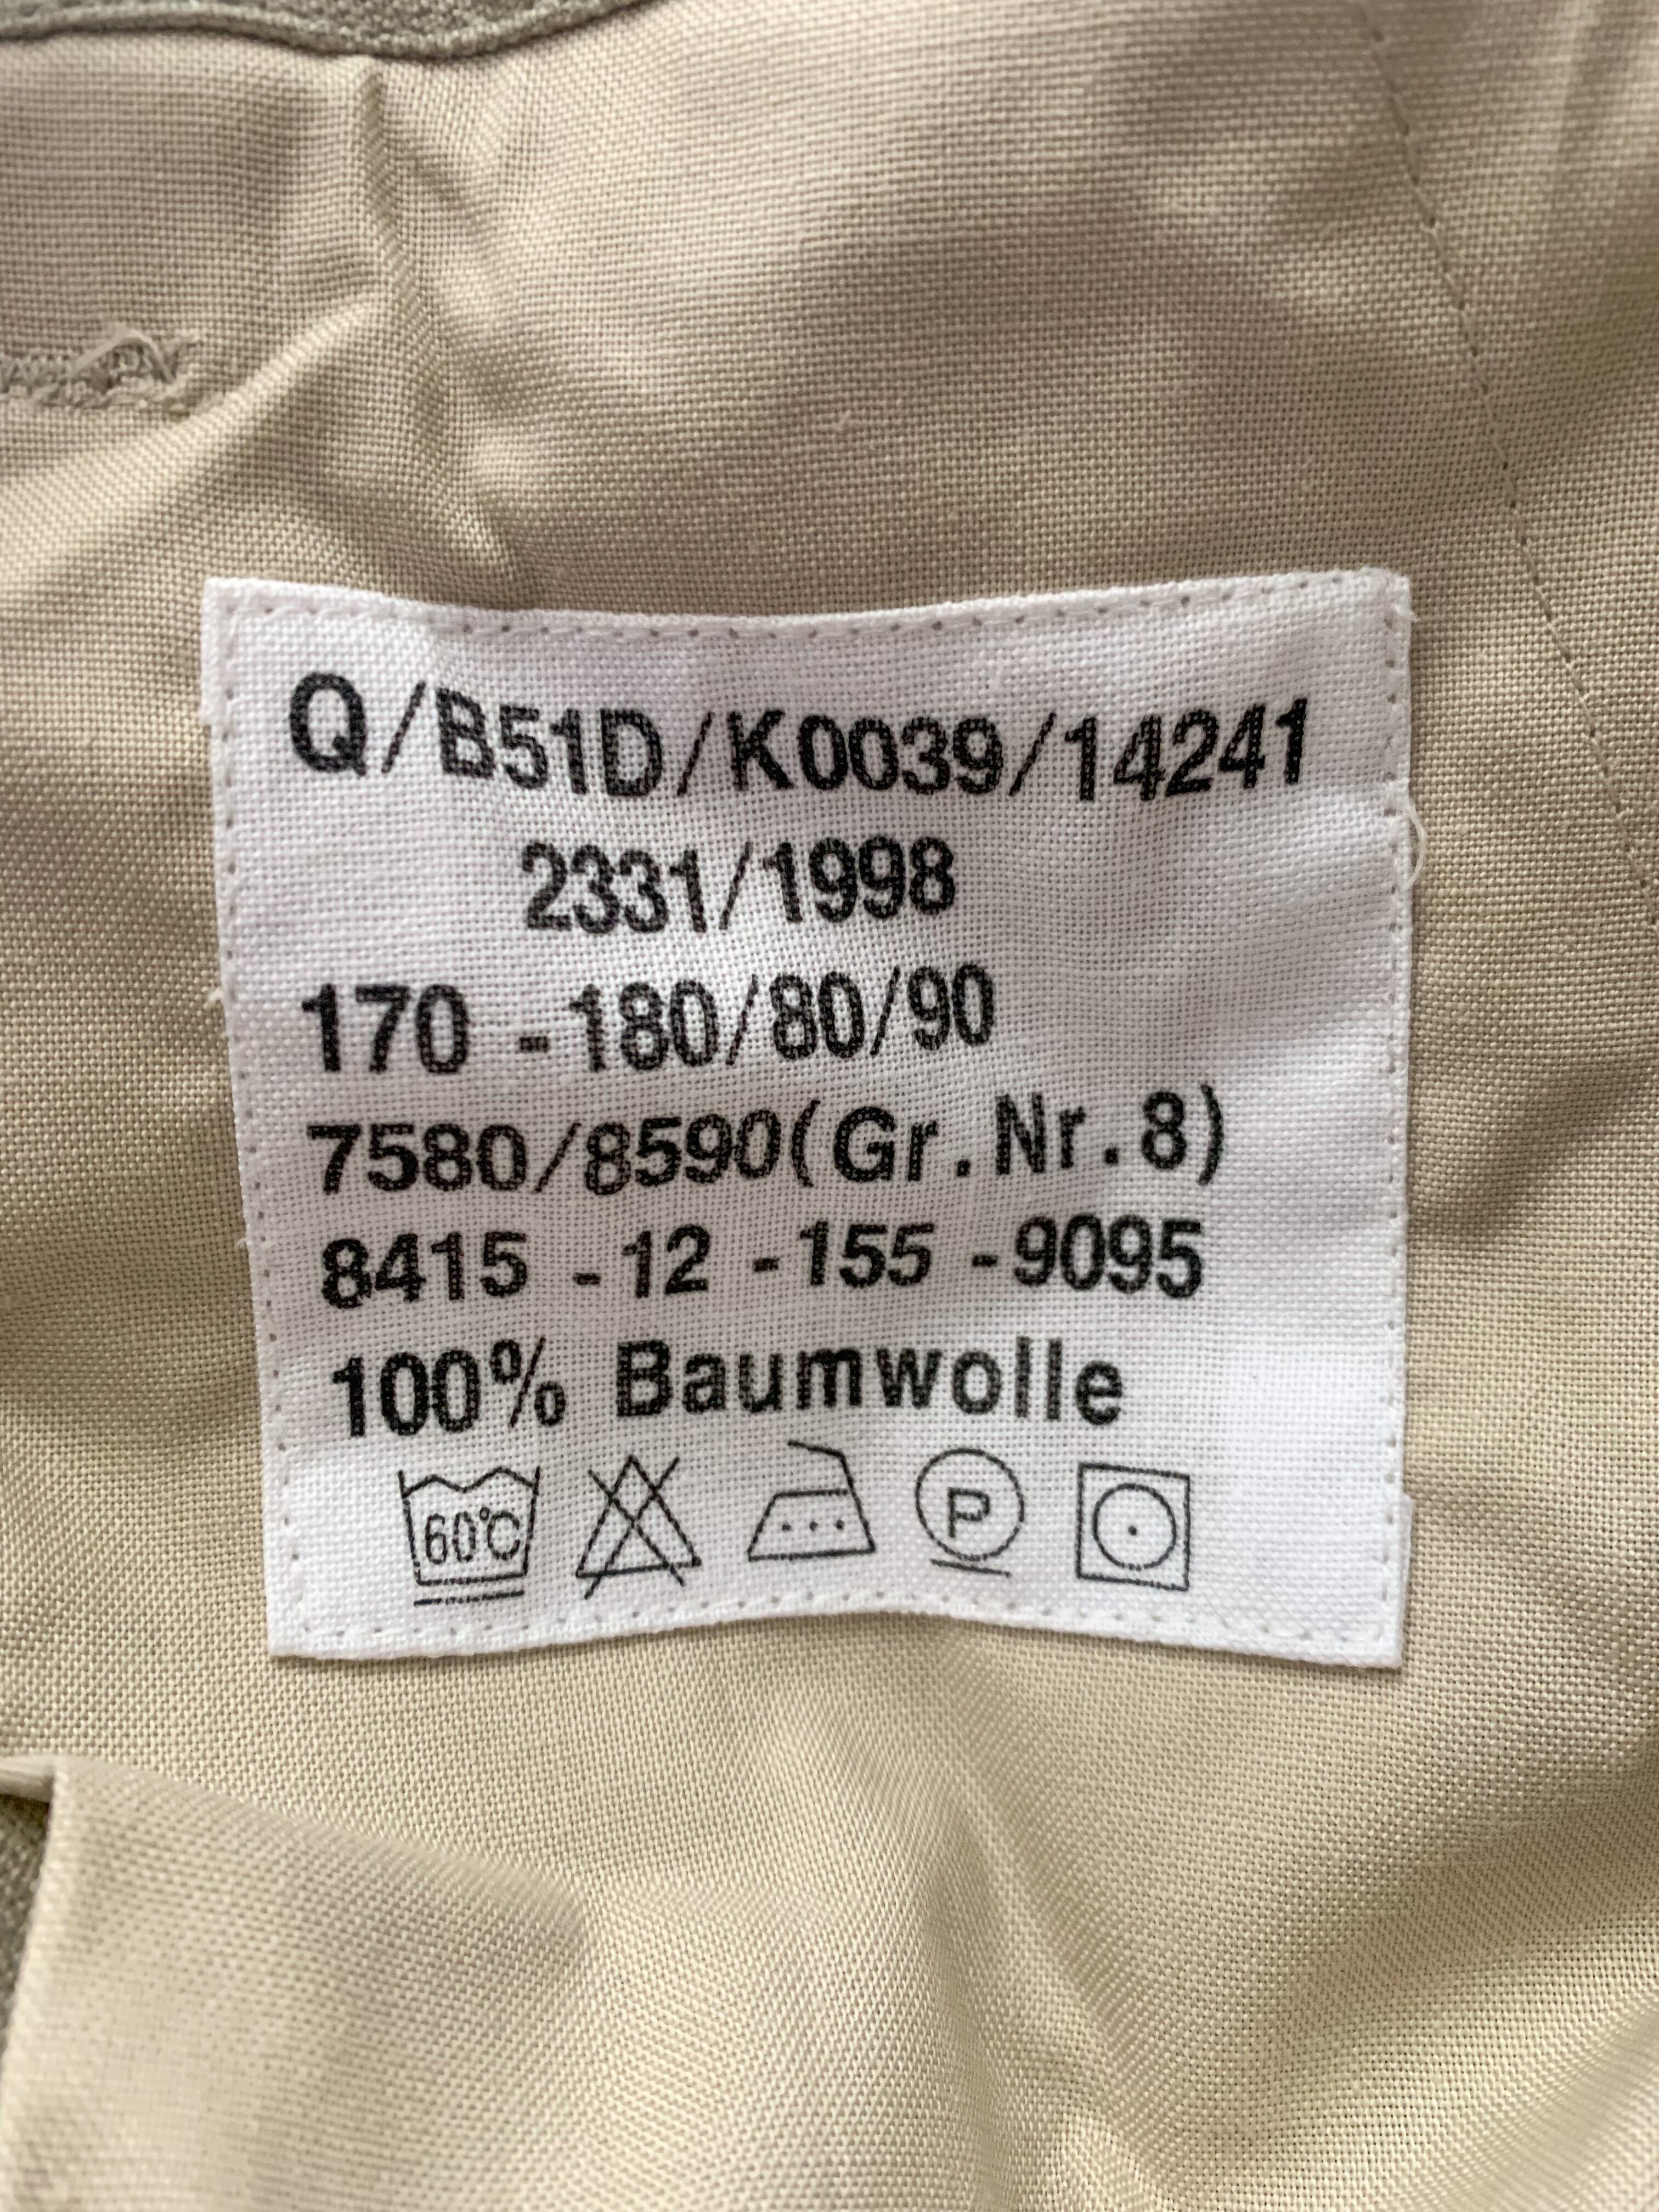 Q/B51D/K0039/14241
2331/1998
170 - 180/80/90
7580/8590(Gr.Nr.8)
8415 - 12 - 155 - 9095
100% Baumwolle
60°C P